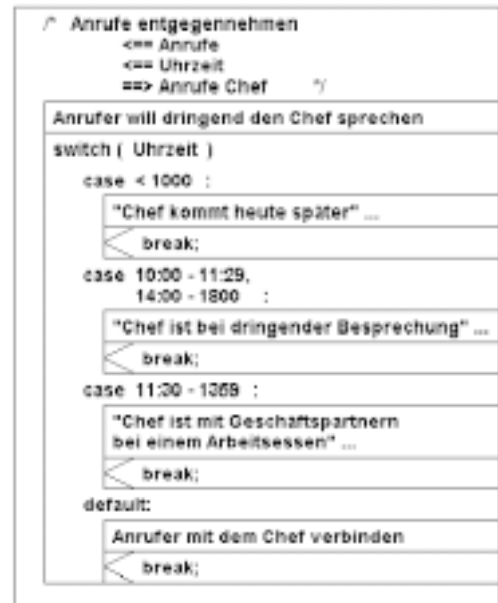 /* Anrufe entgegennehmen
<== Anrufe
<== Uhrzeit
==> Anrufe Chef */
Anrufer will dringend den Chef sprechen
switch ( Uhrzeit )
case < 1000 :
"Chef kommt heute später" ...
break;
case 10:00 - 11:29,
14:00 - 1800 :
"Chef ist bei dringender Besprechung" ...
break;
case 11:30 - 1359 :
"Chef ist mit Geschäftspartnern
bei einem Arbeitsessen" ...
break;
default:
Anrufer mit dem Chef verbinden
break;